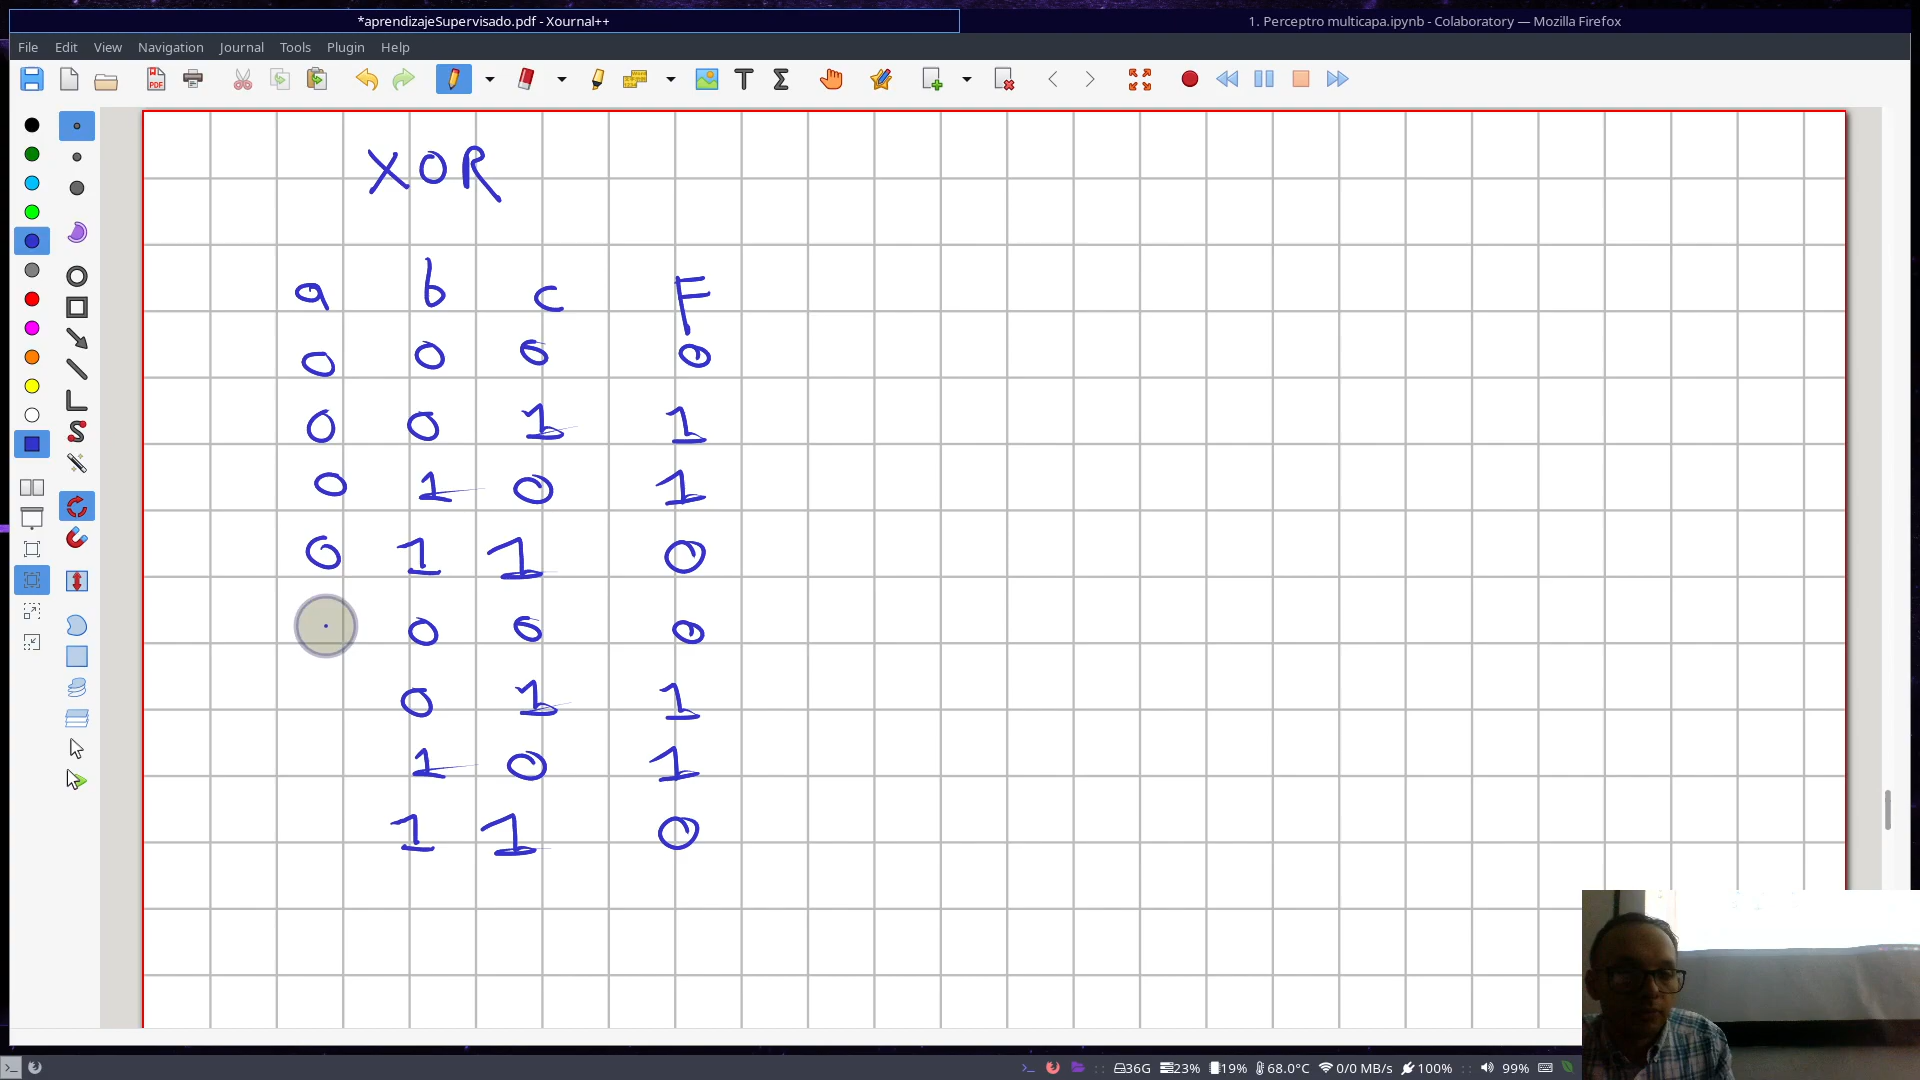 *aprendizajeSupervisado.pdf - Xournal++
1. Perceptro multicapa.ipynb - Colaboratory — Mozilla Firefox
File Edit View Navigation Journal Tools Plugin Help
XOR
a b c F
0 0 0 0
0 0 1 1
0 1 0 1
0 1 1 0
0 0 0
0 1 1
1 0 1
1 1 0
36G 23% 19% 68.0°C 0/0 MB/s 100% 99%